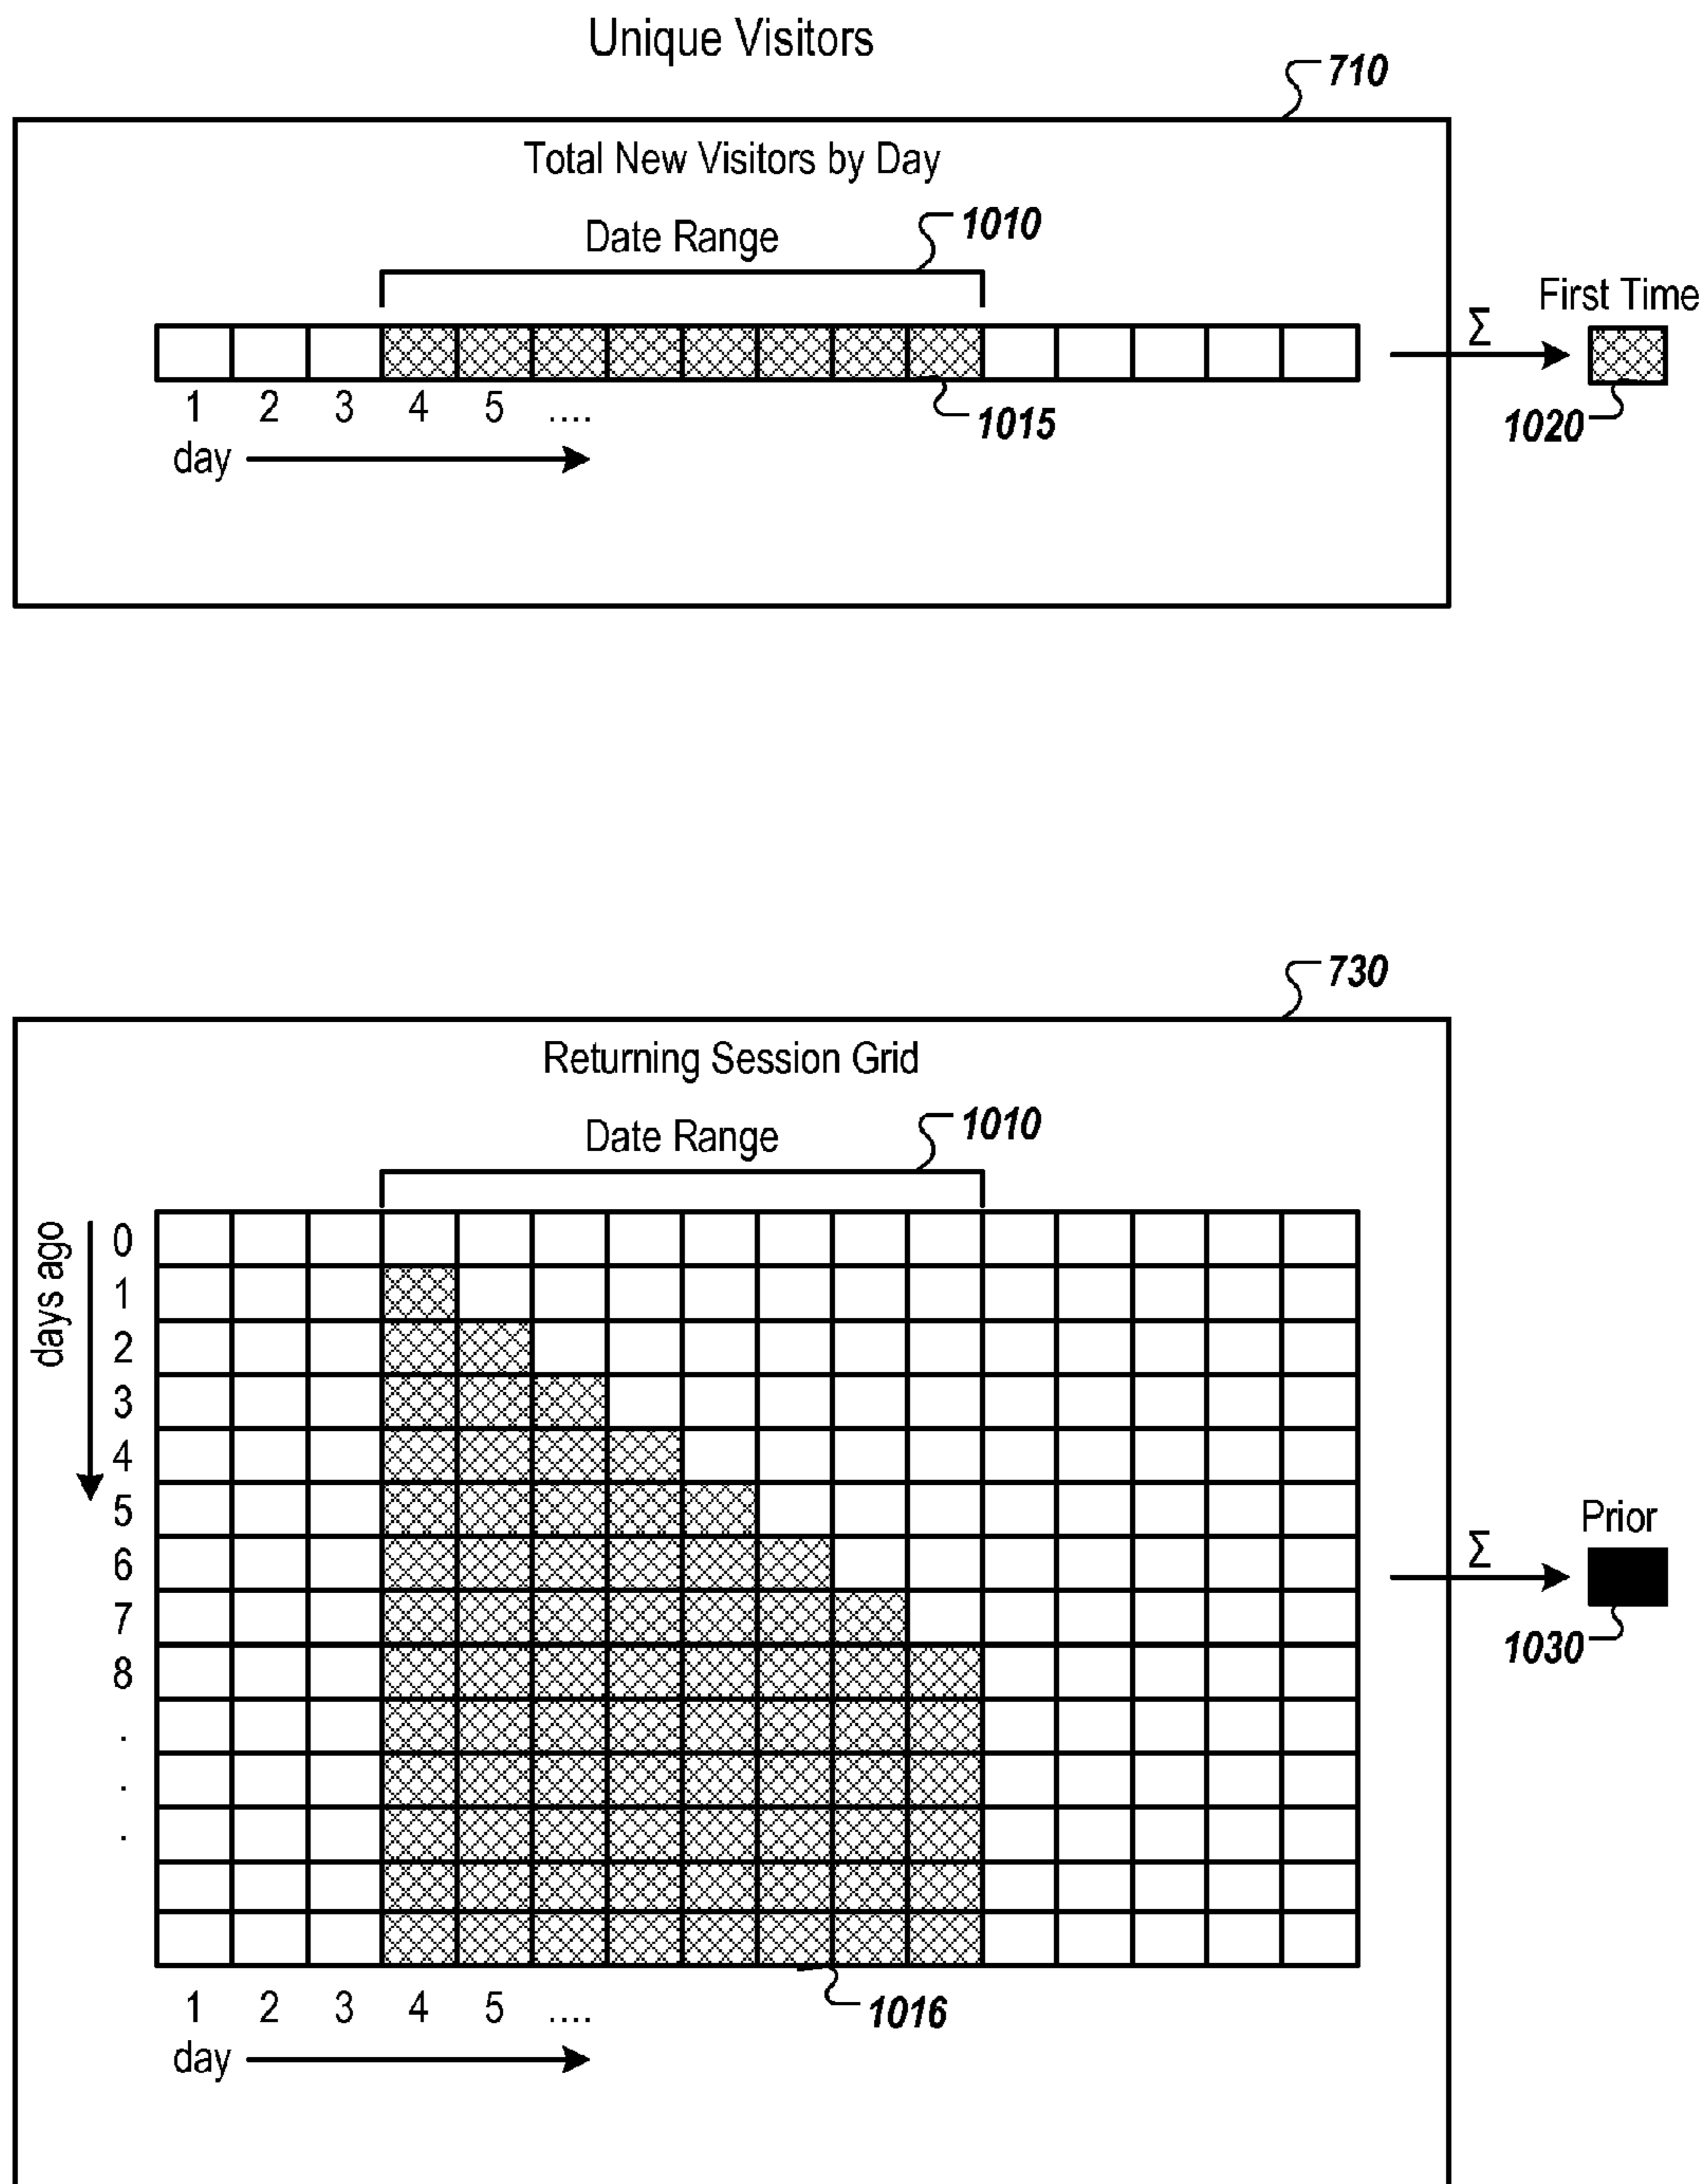 Unique Visitors
710
Total New Visitors by Day
Date Range
1010
First Time
Σ
1 2 3 4 5 ....
1015
1020
day
730
Returning Session Grid
Date Range
1010
days ago
0
1
2
3
4
5
6
7
8
.
.
.
Prior
Σ
1030
1 2 3 4 5 ....
1016
day